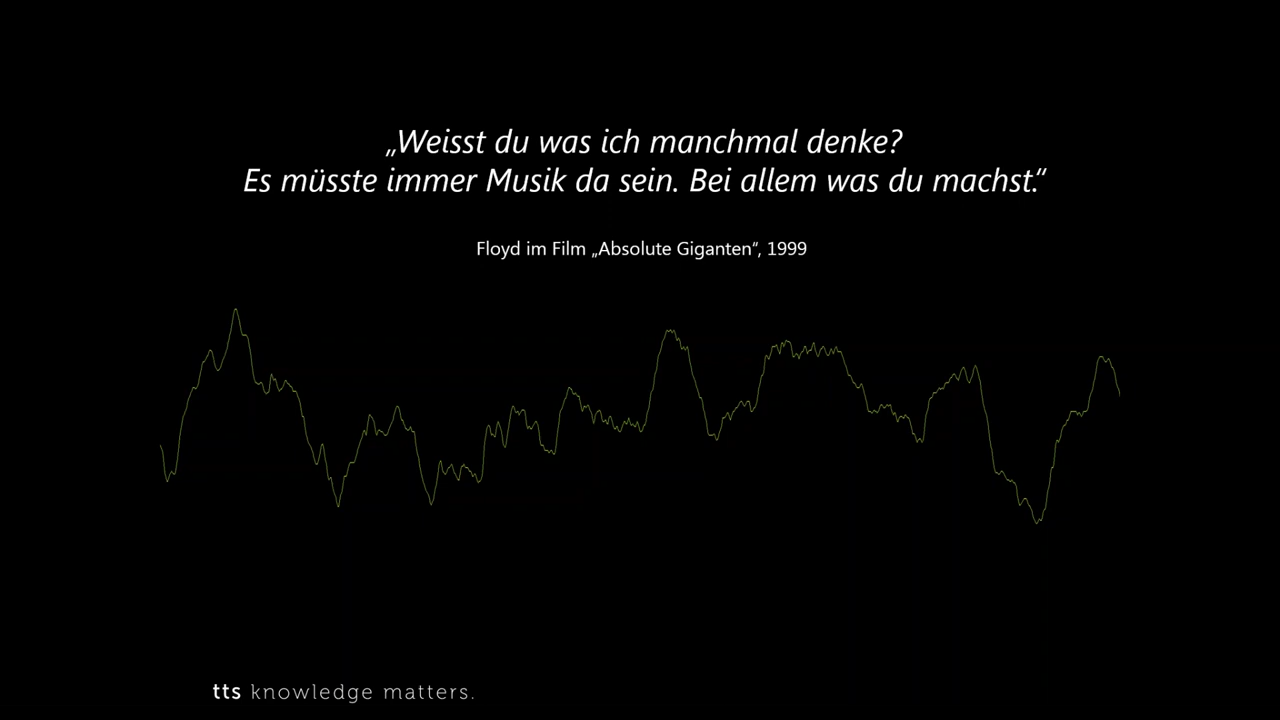 „Weisst du was ich manchmal denke?
Es müsste immer Musik da sein. Bei allem was du machst.“
Floyd im Film „Absolute Giganten“, 1999
tts knowledge matters.